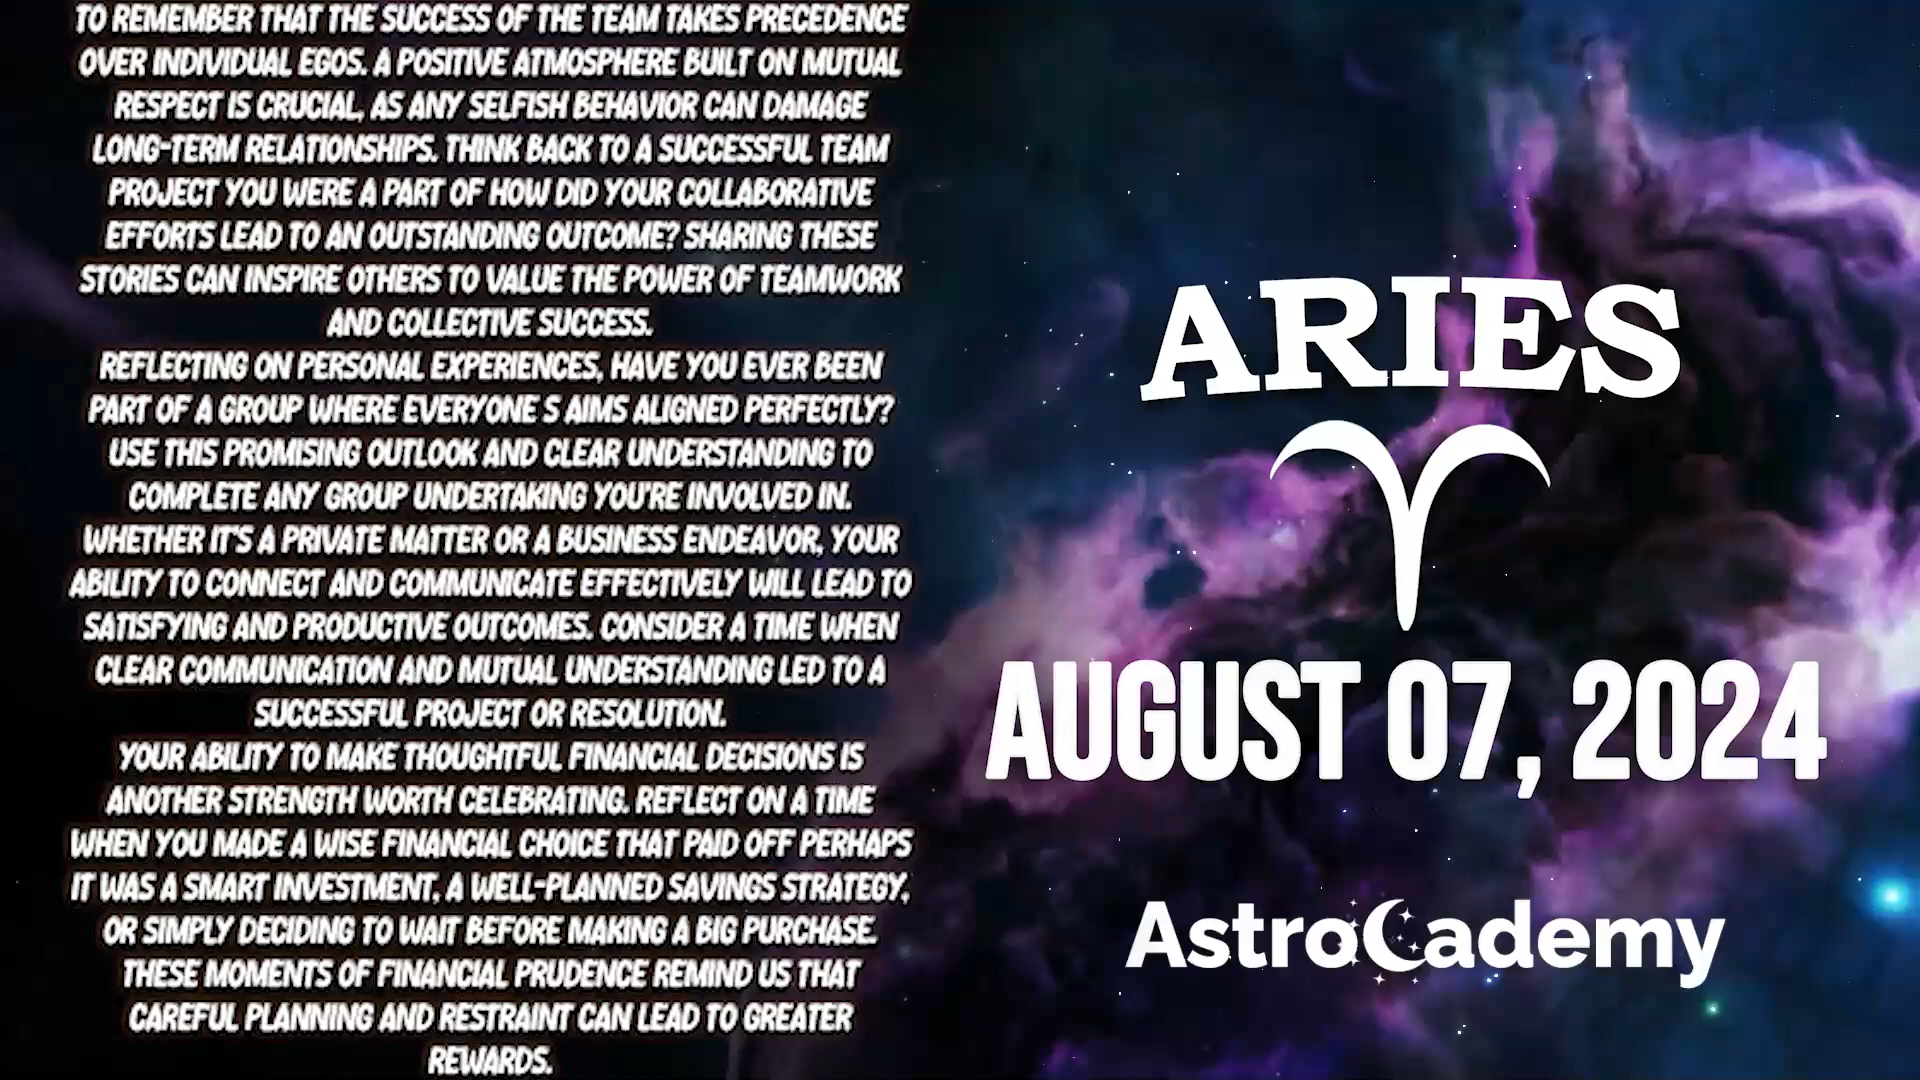 TO REMEMBER THAT THE SUCCESS OF THE TEAM TAKES PRECEDENCE
OVER INDIVIDUAL EGOS. A POSITIVE ATMOSPHERE BUILT ON MUTUAL
RESPECT IS CRUCIAL, AS ANY SELFISH BEHAVIOR CAN DAMAGE
LONG-TERM RELATIONSHIPS. THINK BACK TO A SUCCESSFUL TEAM
PROJECT YOU WERE A PART OF HOW DID YOUR COLLABORATIVE
EFFORTS LEAD TO AN OUTSTANDING OUTCOME? SHARING THESE
STORIES CAN INSPIRE OTHERS TO VALUE THE POWER OF TEAMWORK
AND COLLECTIVE SUCCESS.
REFLECTING ON PERSONAL EXPERIENCES, HAVE YOU EVER BEEN
PART OF A GROUP WHERE EVERYONE S AIMS ALIGNED PERFECTLY?
USE THIS PROMISING OUTLOOK AND CLEAR UNDERSTANDING TO
COMPLETE ANY GROUP UNDERTAKING YOU'RE INVOLVED IN.
WHETHER IT'S A PRIVATE MATTER OR A BUSINESS ENDEAVOR, YOUR
ABILITY TO CONNECT AND COMMUNICATE EFFECTIVELY WILL LEAD TO
SATISFYING AND PRODUCTIVE OUTCOMES. CONSIDER A TIME WHEN
CLEAR COMMUNICATION AND MUTUAL UNDERSTANDING LED TO A
SUCCESSFUL PROJECT OR RESOLUTION.
YOUR ABILITY TO MAKE THOUGHTFUL FINANCIAL DECISIONS IS
ANOTHER STRENGTH WORTH CELEBRATING. REFLECT ON A TIME
WHEN YOU MADE A WISE FINANCIAL CHOICE THAT PAID OFF PERHAPS
IT WAS A SMART INVESTMENT, A WELL-PLANNED SAVINGS STRATEGY,
OR SIMPLY DECIDING TO WAIT BEFORE MAKING A BIG PURCHASE.
THESE MOMENTS OF FINANCIAL PRUDENCE REMIND US THAT
CAREFUL PLANNING AND RESTRAINT CAN LEAD TO GREATER
REWARDS.
ARIES
AUGUST 07, 2024
AstroCademy